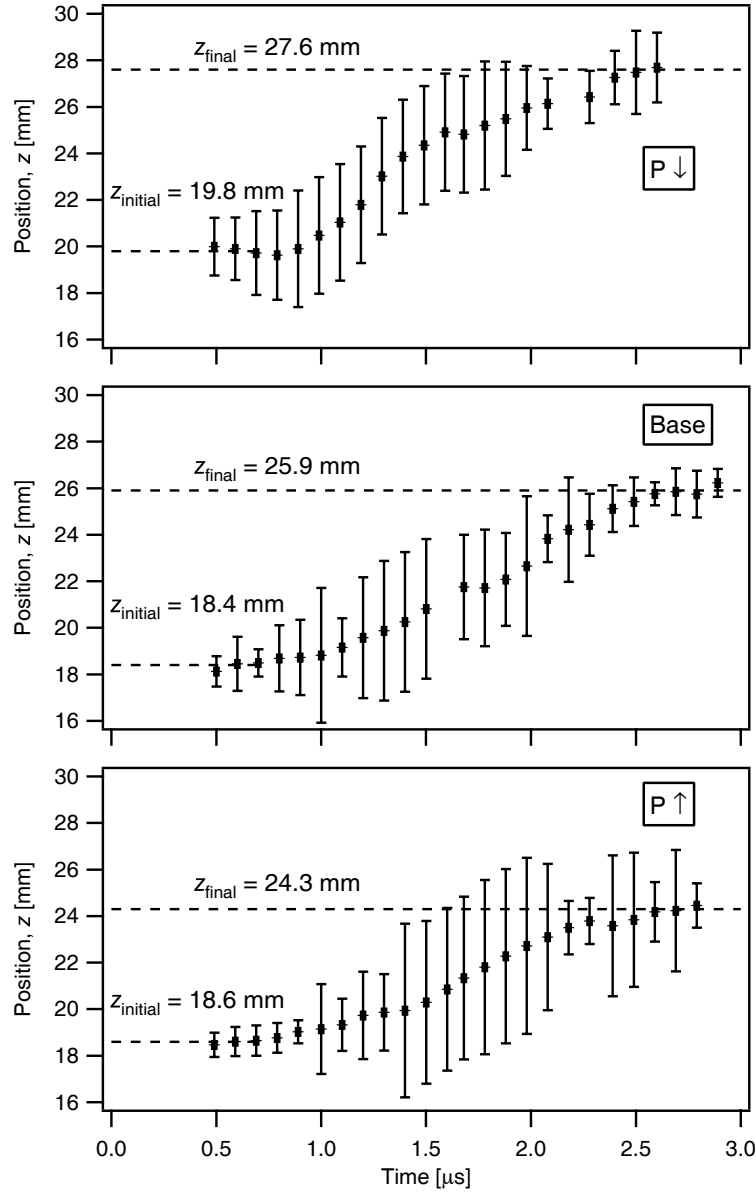 30
z_final = 27.6 mm
28
26
24
P ↓
Position, z [mm]
22
z_initial = 19.8 mm
20
18
16
30
Base
28
z_final = 25.9 mm
26
24
Position, z [mm]
22
z_initial = 18.4 mm
20
18
16
30
P ↑
28
26
z_final = 24.3 mm
24
Position, z [mm]
22
z_initial = 18.6 mm
20
18
16
0.0 0.5 1.0 1.5 2.0 2.5 3.0
Time [μs]